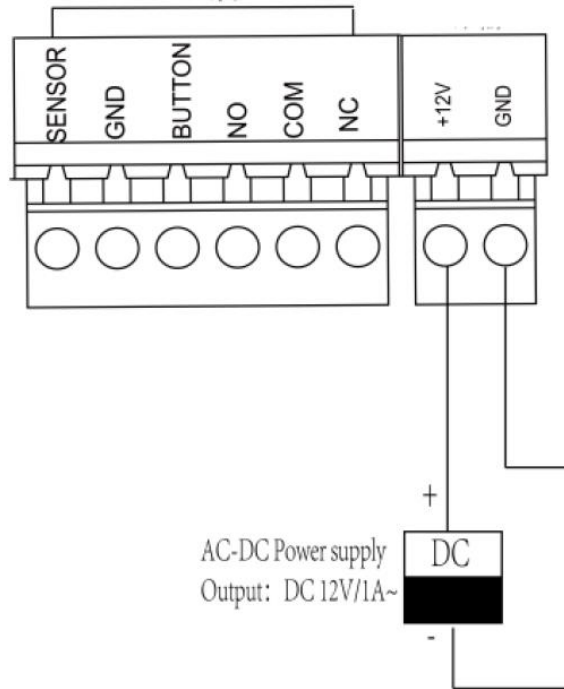 SENSOR
GND
BUTTON
NO
COM
NC
+12V
GND
+
AC-DC Power supply
DC
Output: DC 12V/1A~
-